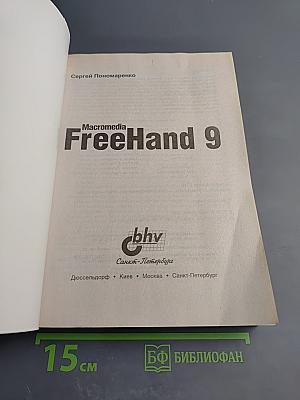 Сергей Пономаренко
Macromedia
FreeHand 9
bhv
Санкт-Петербург
Дюссельдорф • Киев • Москва • Санкт-Петербург
15 см
БФ БИБЛИОФАН